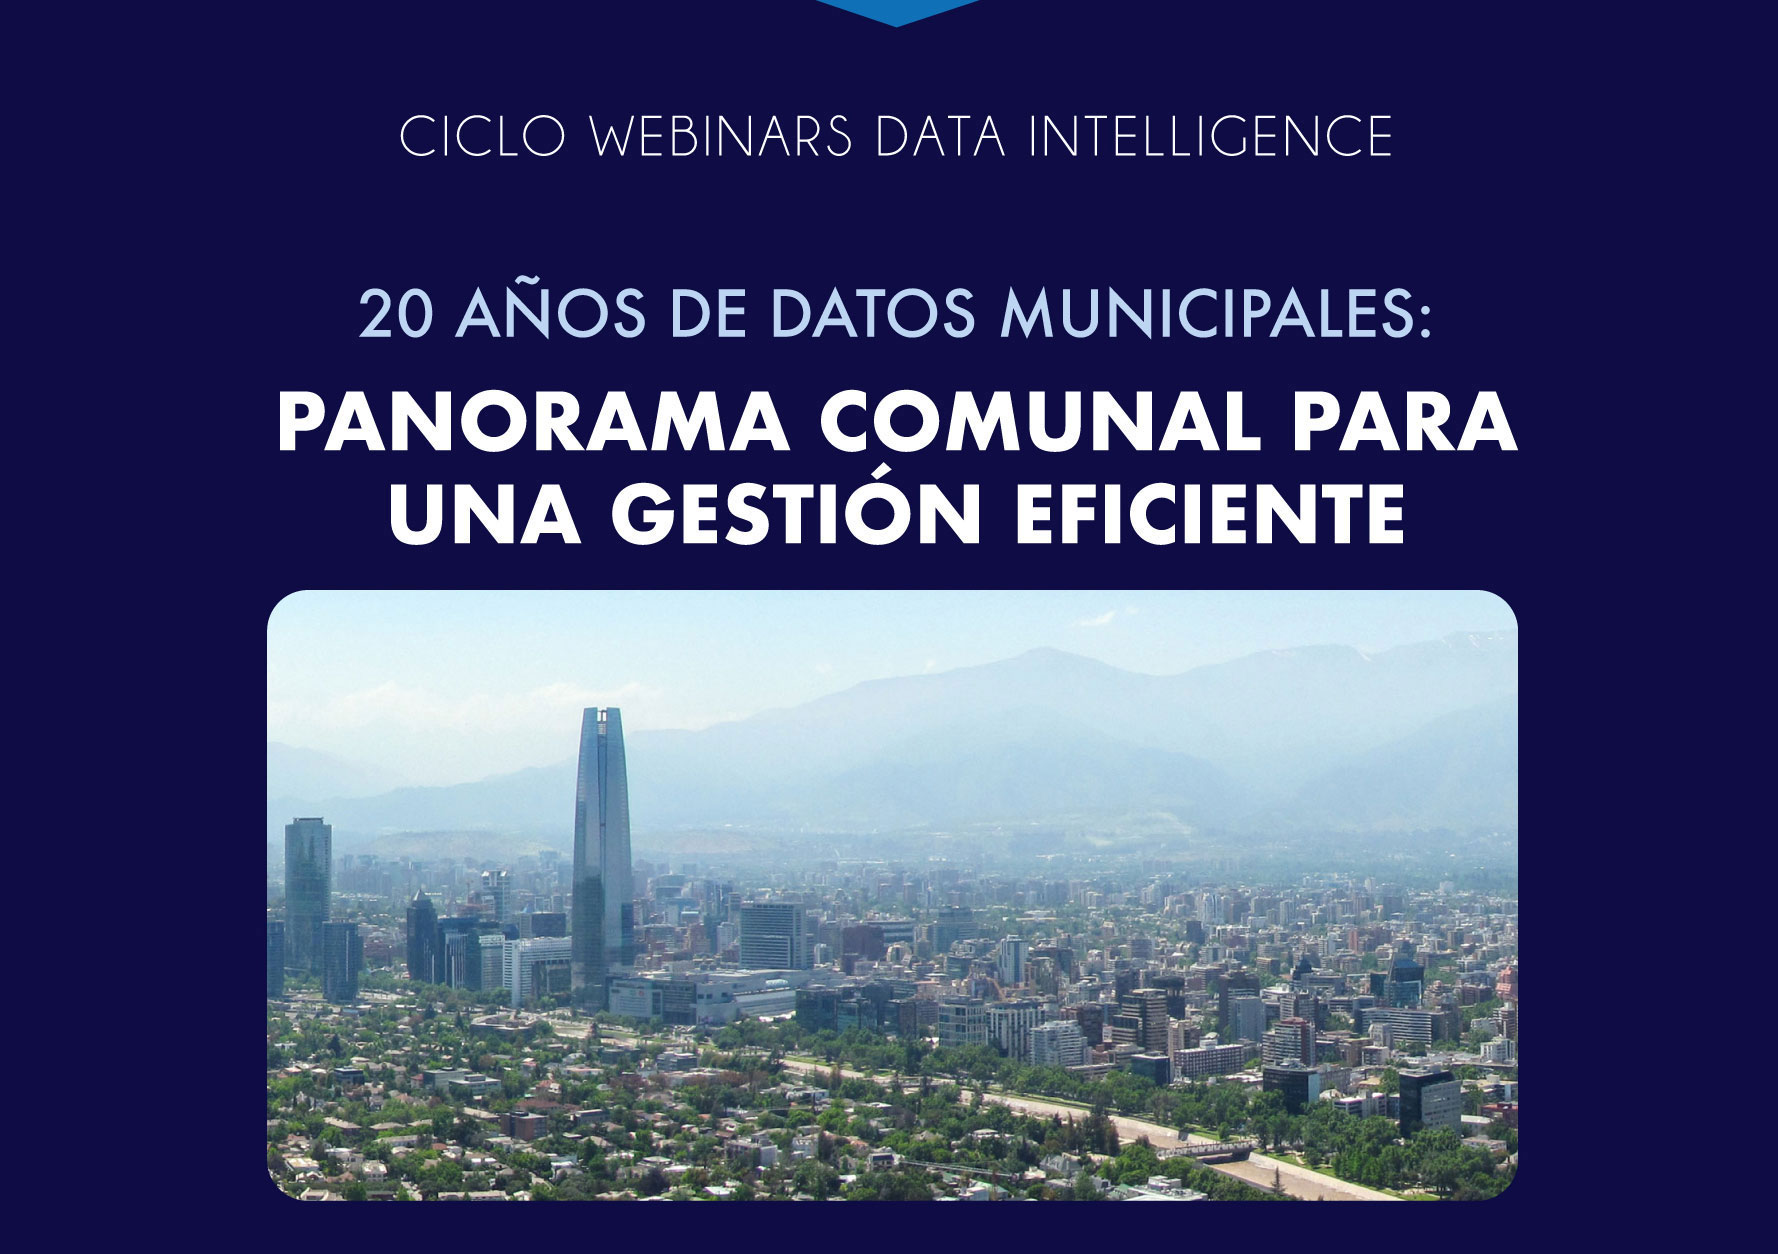 CICLO WEBINARS DATA INTELLIGENCE
20 AÑOS DE DATOS MUNICIPALES:
PANORAMA COMUNAL PARA
UNA GESTIÓN EFICIENTE